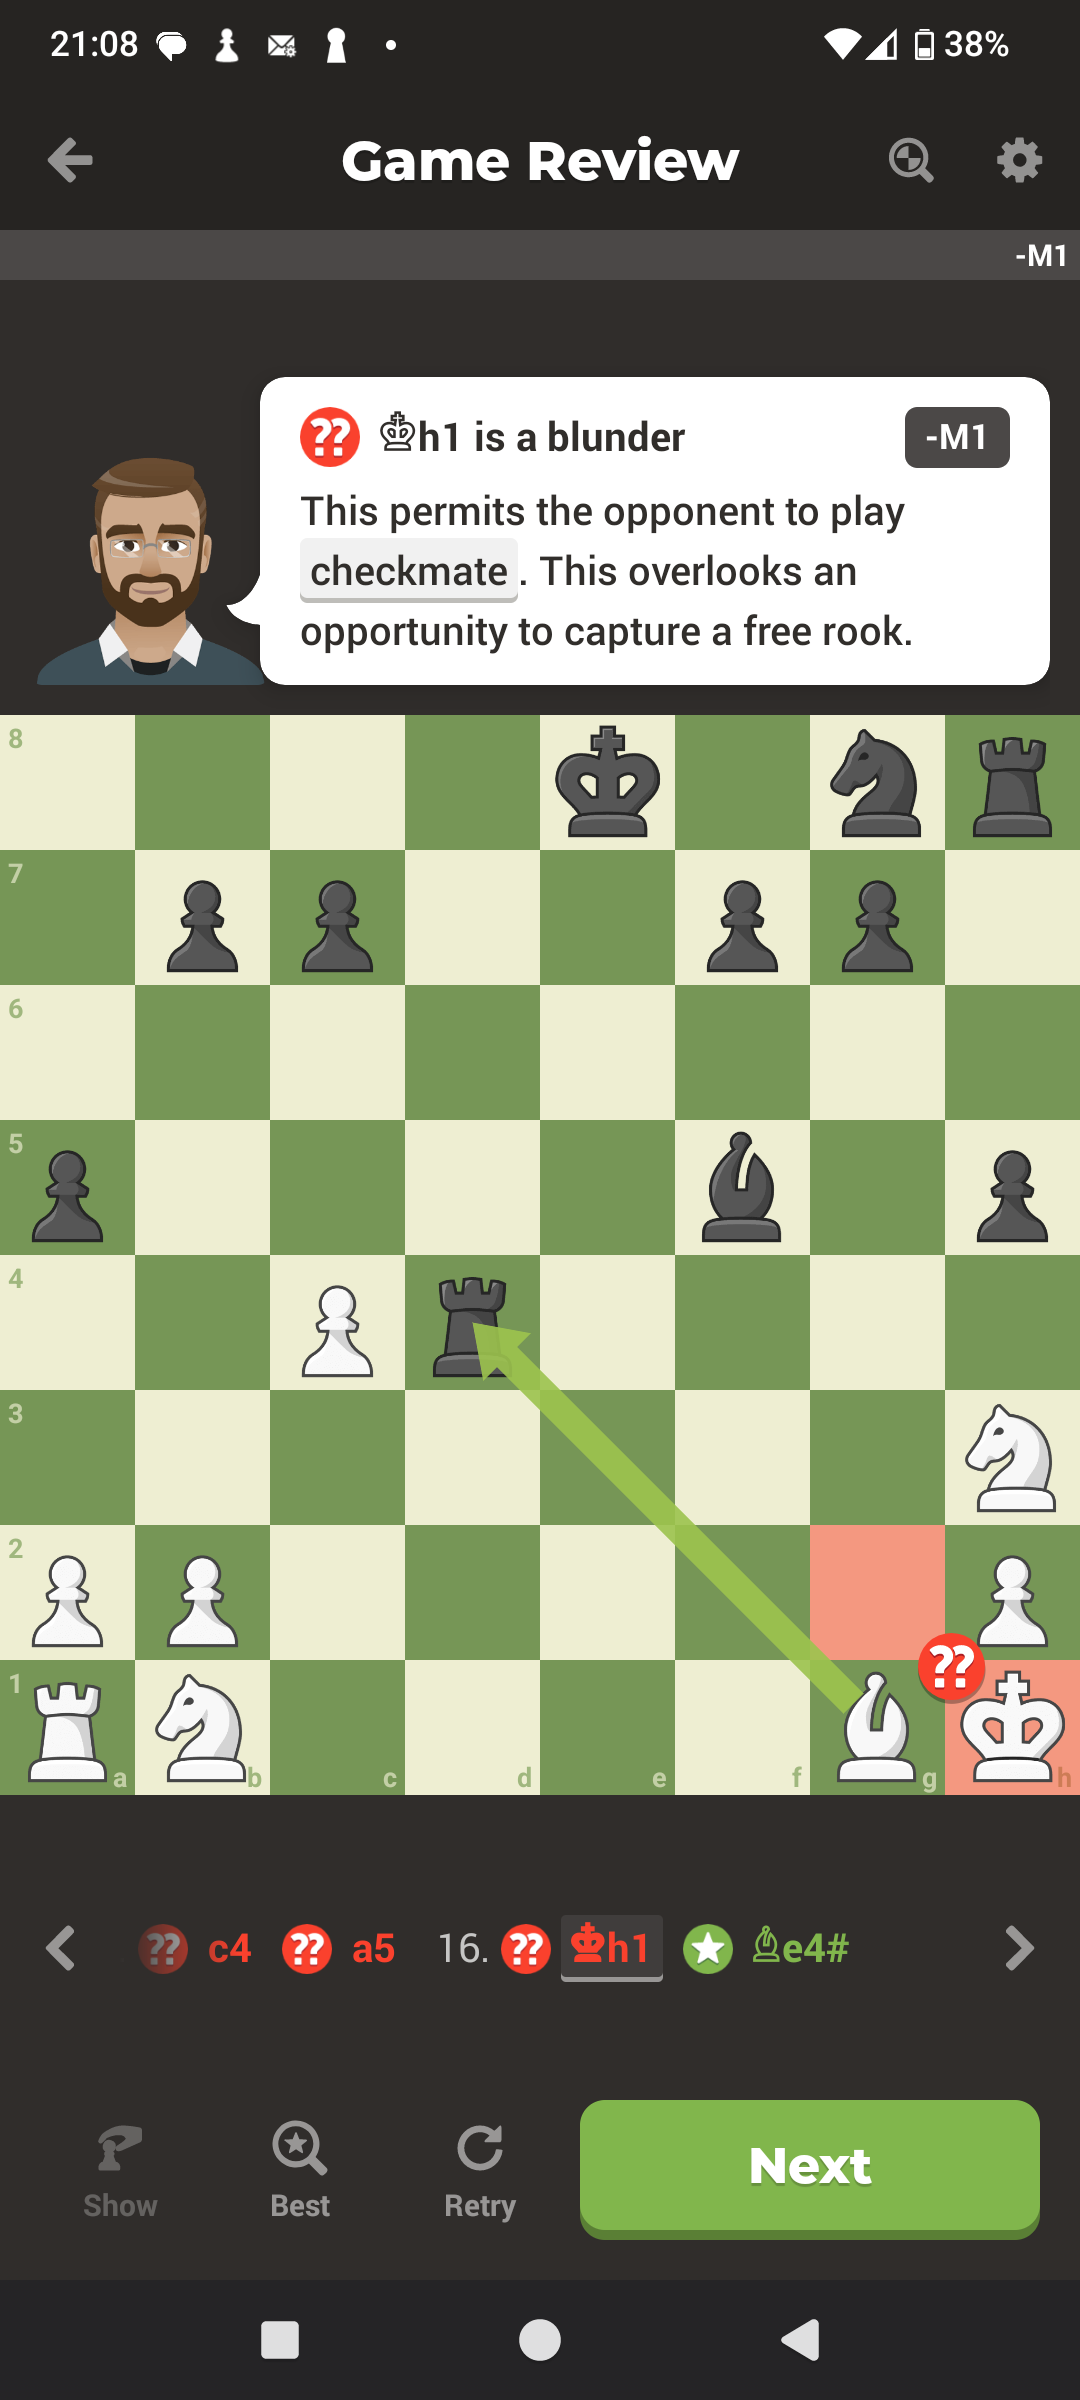 21:08
38%
Game Review
-M1
?? ♔h1 is a blunder -M1
This permits the opponent to play
checkmate. This overlooks an
opportunity to capture a free rook.
8
7
6
5
4
3
2
??
1
a b c d e f g h
?? c4 ?? a5 16. ?? ♚h1 ♗e4#
Show Best Retry Next